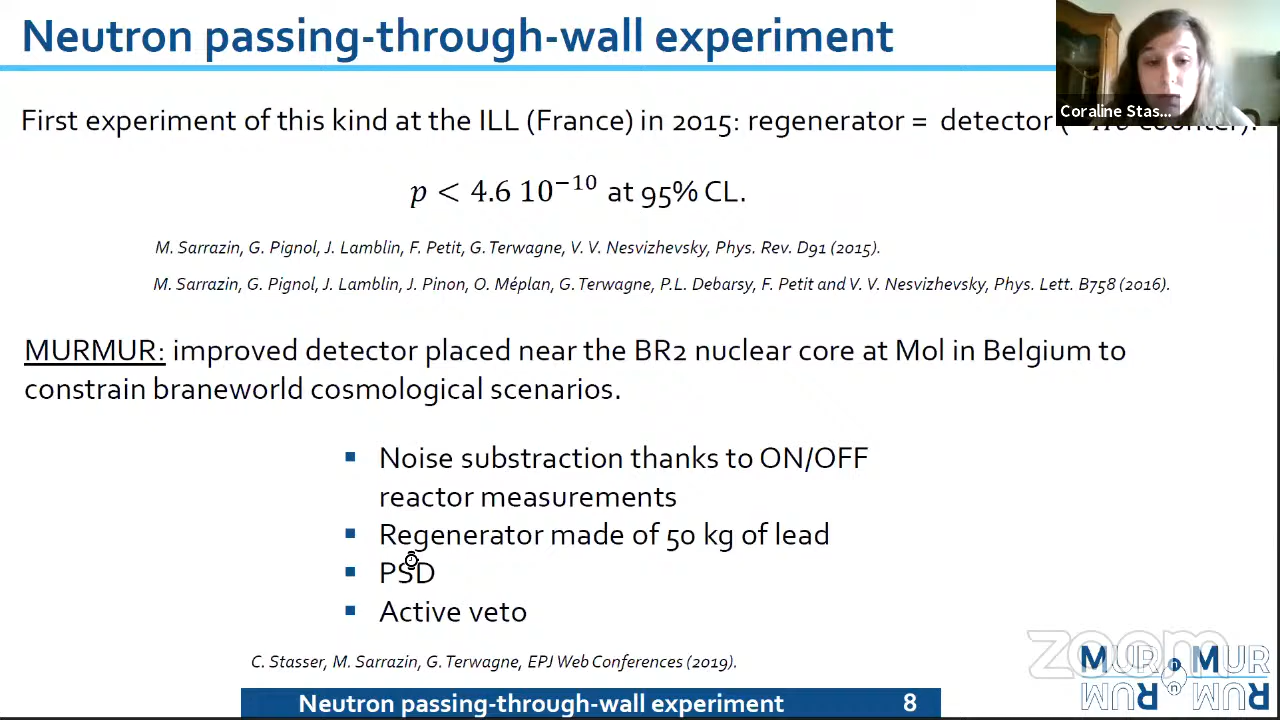 Neutron passing-through-wall experiment
Coraline Stas...
First experiment of this kind at the ILL (France) in 2015: regenerator = detector (
p < 4.6 10⁻¹⁰ at 95% CL.
M. Sarrazin, G. Pignol, J. Lamblin, F. Petit, G. Terwagne, V. V. Nesvizhevsky, Phys. Rev. D91 (2015).
M. Sarrazin, G. Pignol, J. Lamblin, J. Pinon, O. Méplan, G. Terwagne, P.L. Debarsy, F. Petit and V. V. Nesvizhevsky, Phys. Lett. B758 (2016).
MURMUR: improved detector placed near the BR2 nuclear core at Mol in Belgium to
constrain braneworld cosmological scenarios.
▪ Noise substraction thanks to ON/OFF
reactor measurements
▪ Regenerator made of 50 kg of lead
▪ PSD
▪ Active veto
C. Stasser, M. Sarrazin, G. Terwagne, EPJ Web Conferences (2019).
zoom
MURMUR
Neutron passing-through-wall experiment 8